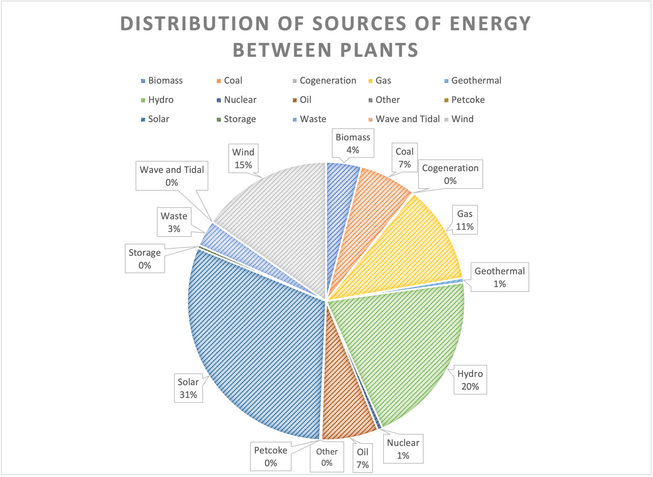 DISTRIBUTION OF SOURCES OF ENERGY
BETWEEN PLANTS
Biomass Coal Cogeneration Gas Geothermal
Hydro Nuclear Oil Other Petcoke
Solar Storage Waste Wave and Tidal Wind
Biomass
4%
Coal
7%
Cogeneration
0%
Gas
11%
Geothermal
1%
Hydro
20%
Nuclear
1%
Oil
7%
Other
0%
Petcoke
0%
Solar
31%
Storage
0%
Waste
3%
Wave and Tidal
0%
Wind
15%